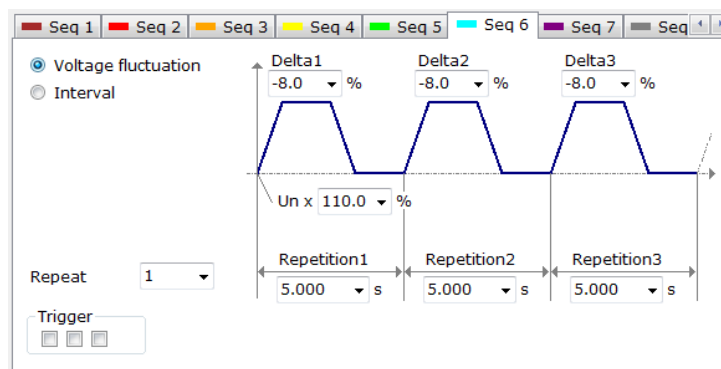 Seq 1 Seq 2 Seq 3 Seq 4 Seq 5 Seq 6 Seq 7 Seq
Voltage fluctuation
Interval
Delta1 Delta2 Delta3
-8.0 % -8.0 % -8.0 %
Un x 110.0 %
Repetition1 Repetition2 Repetition3
Repeat 1
5.000 s 5.000 s 5.000 s
Trigger